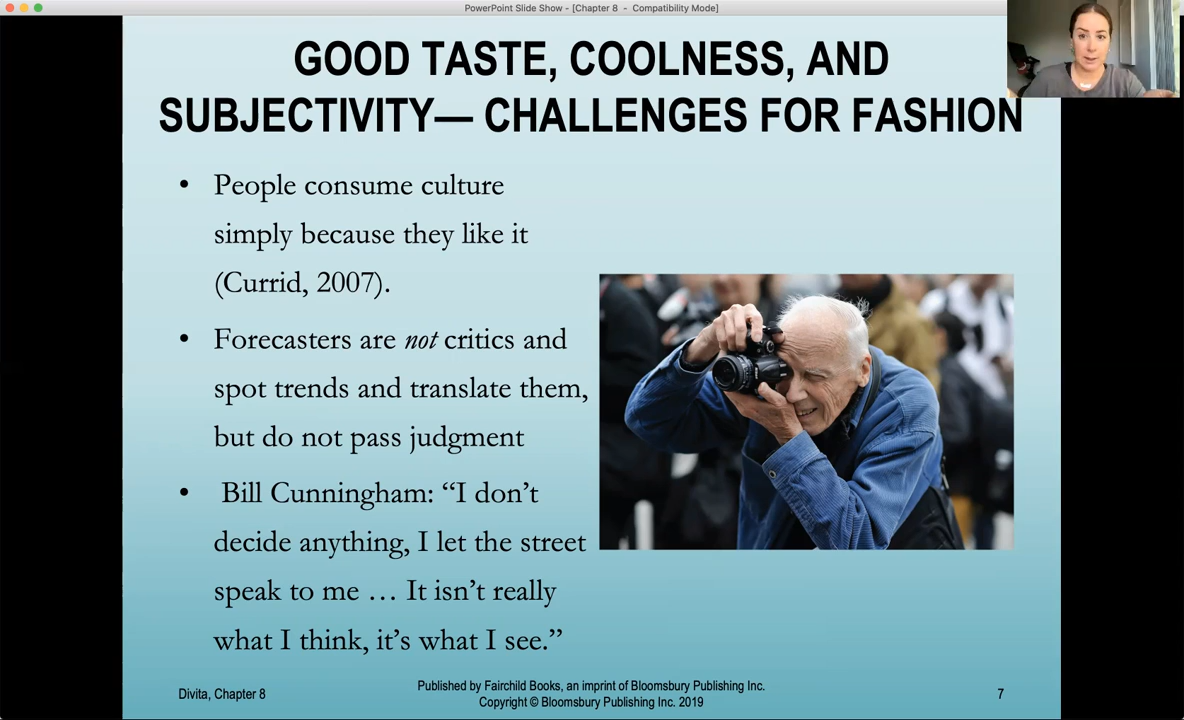 PowerPoint Slide Show - [Chapter 8 - Compatibility Mode]
GOOD TASTE, COOLNESS, AND
SUBJECTIVITY— CHALLENGES FOR FASHION
• People consume culture
simply because they like it
(Currid, 2007).
• Forecasters are not critics and
spot trends and translate them,
but do not pass judgment
• Bill Cunningham: “I don’t
decide anything, I let the street
speak to me … It isn’t really
what I think, it’s what I see.”
Divita, Chapter 8
Published by Fairchild Books, an imprint of Bloomsbury Publishing Inc.
Copyright © Bloomsbury Publishing Inc. 2019
7